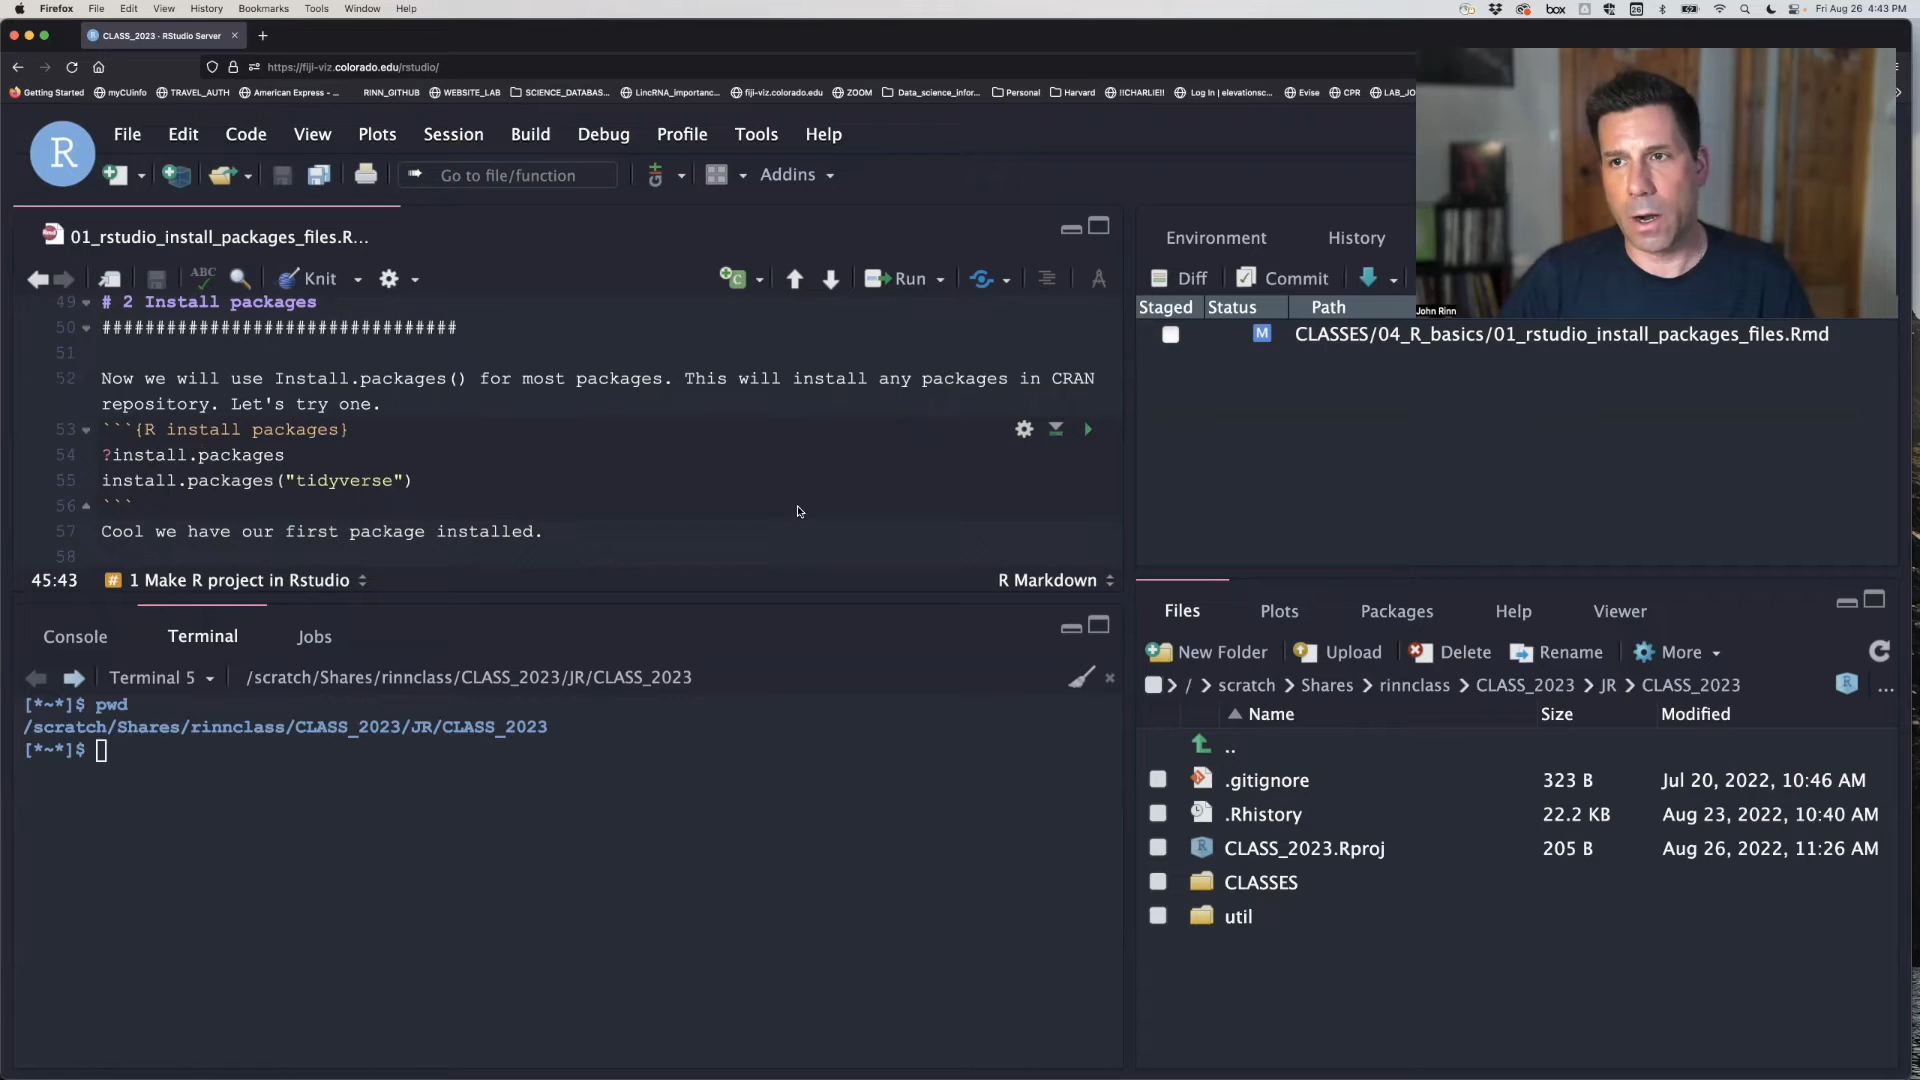 Firefox File Edit View History Bookmarks Tools Window Help
box 26 Fri Aug 26 4:43 PM
CLASS_2023 - RStudio Server
https://fiji-viz.colorado.edu/rstudio/
Getting Started myCUinfo TRAVEL_AUTH American Express - ... RINN_GITHUB WEBSITE_LAB SCIENCE_DATABAS... LincRNA_importanc... fiji-viz.colorado.edu ZOOM Data_science_infor... Personal Harvard !!CHARLIE!! Log In | elevationsc... Evise CPR LAB_JO
R File Edit Code View Plots Session Build Debug Profile Tools Help
Go to file/function Addins
01_rstudio_install_packages_files.R...
ABC Knit Run
49 # 2 Install packages
50 #################################
51
52 Now we will use Install.packages() for most packages. This will install any packages in CRAN
repository. Let's try one.
53 ```{R install packages}
54 ?install.packages
55 install.packages("tidyverse")
56 ```
57 Cool we have our first package installed.
58
45:43 # 1 Make R project in Rstudio R Markdown
Console Terminal Jobs
Terminal 5 /scratch/Shares/rinnclass/CLASS_2023/JR/CLASS_2023
[*~*]$ pwd
/scratch/Shares/rinnclass/CLASS_2023/JR/CLASS_2023
[*~*]$
Environment History
Diff Commit
Staged Status Path
M CLASSES/04_R_basics/01_rstudio_install_packages_files.Rmd
John Rinn
Files Plots Packages Help Viewer
New Folder Upload Delete Rename More
/ scratch Shares rinnclass CLASS_2023 JR CLASS_2023 ...
Name Size Modified
..
.gitignore 323 B Jul 20, 2022, 10:46 AM
.Rhistory 22.2 KB Aug 23, 2022, 10:40 AM
CLASS_2023.Rproj 205 B Aug 26, 2022, 11:26 AM
CLASSES
util